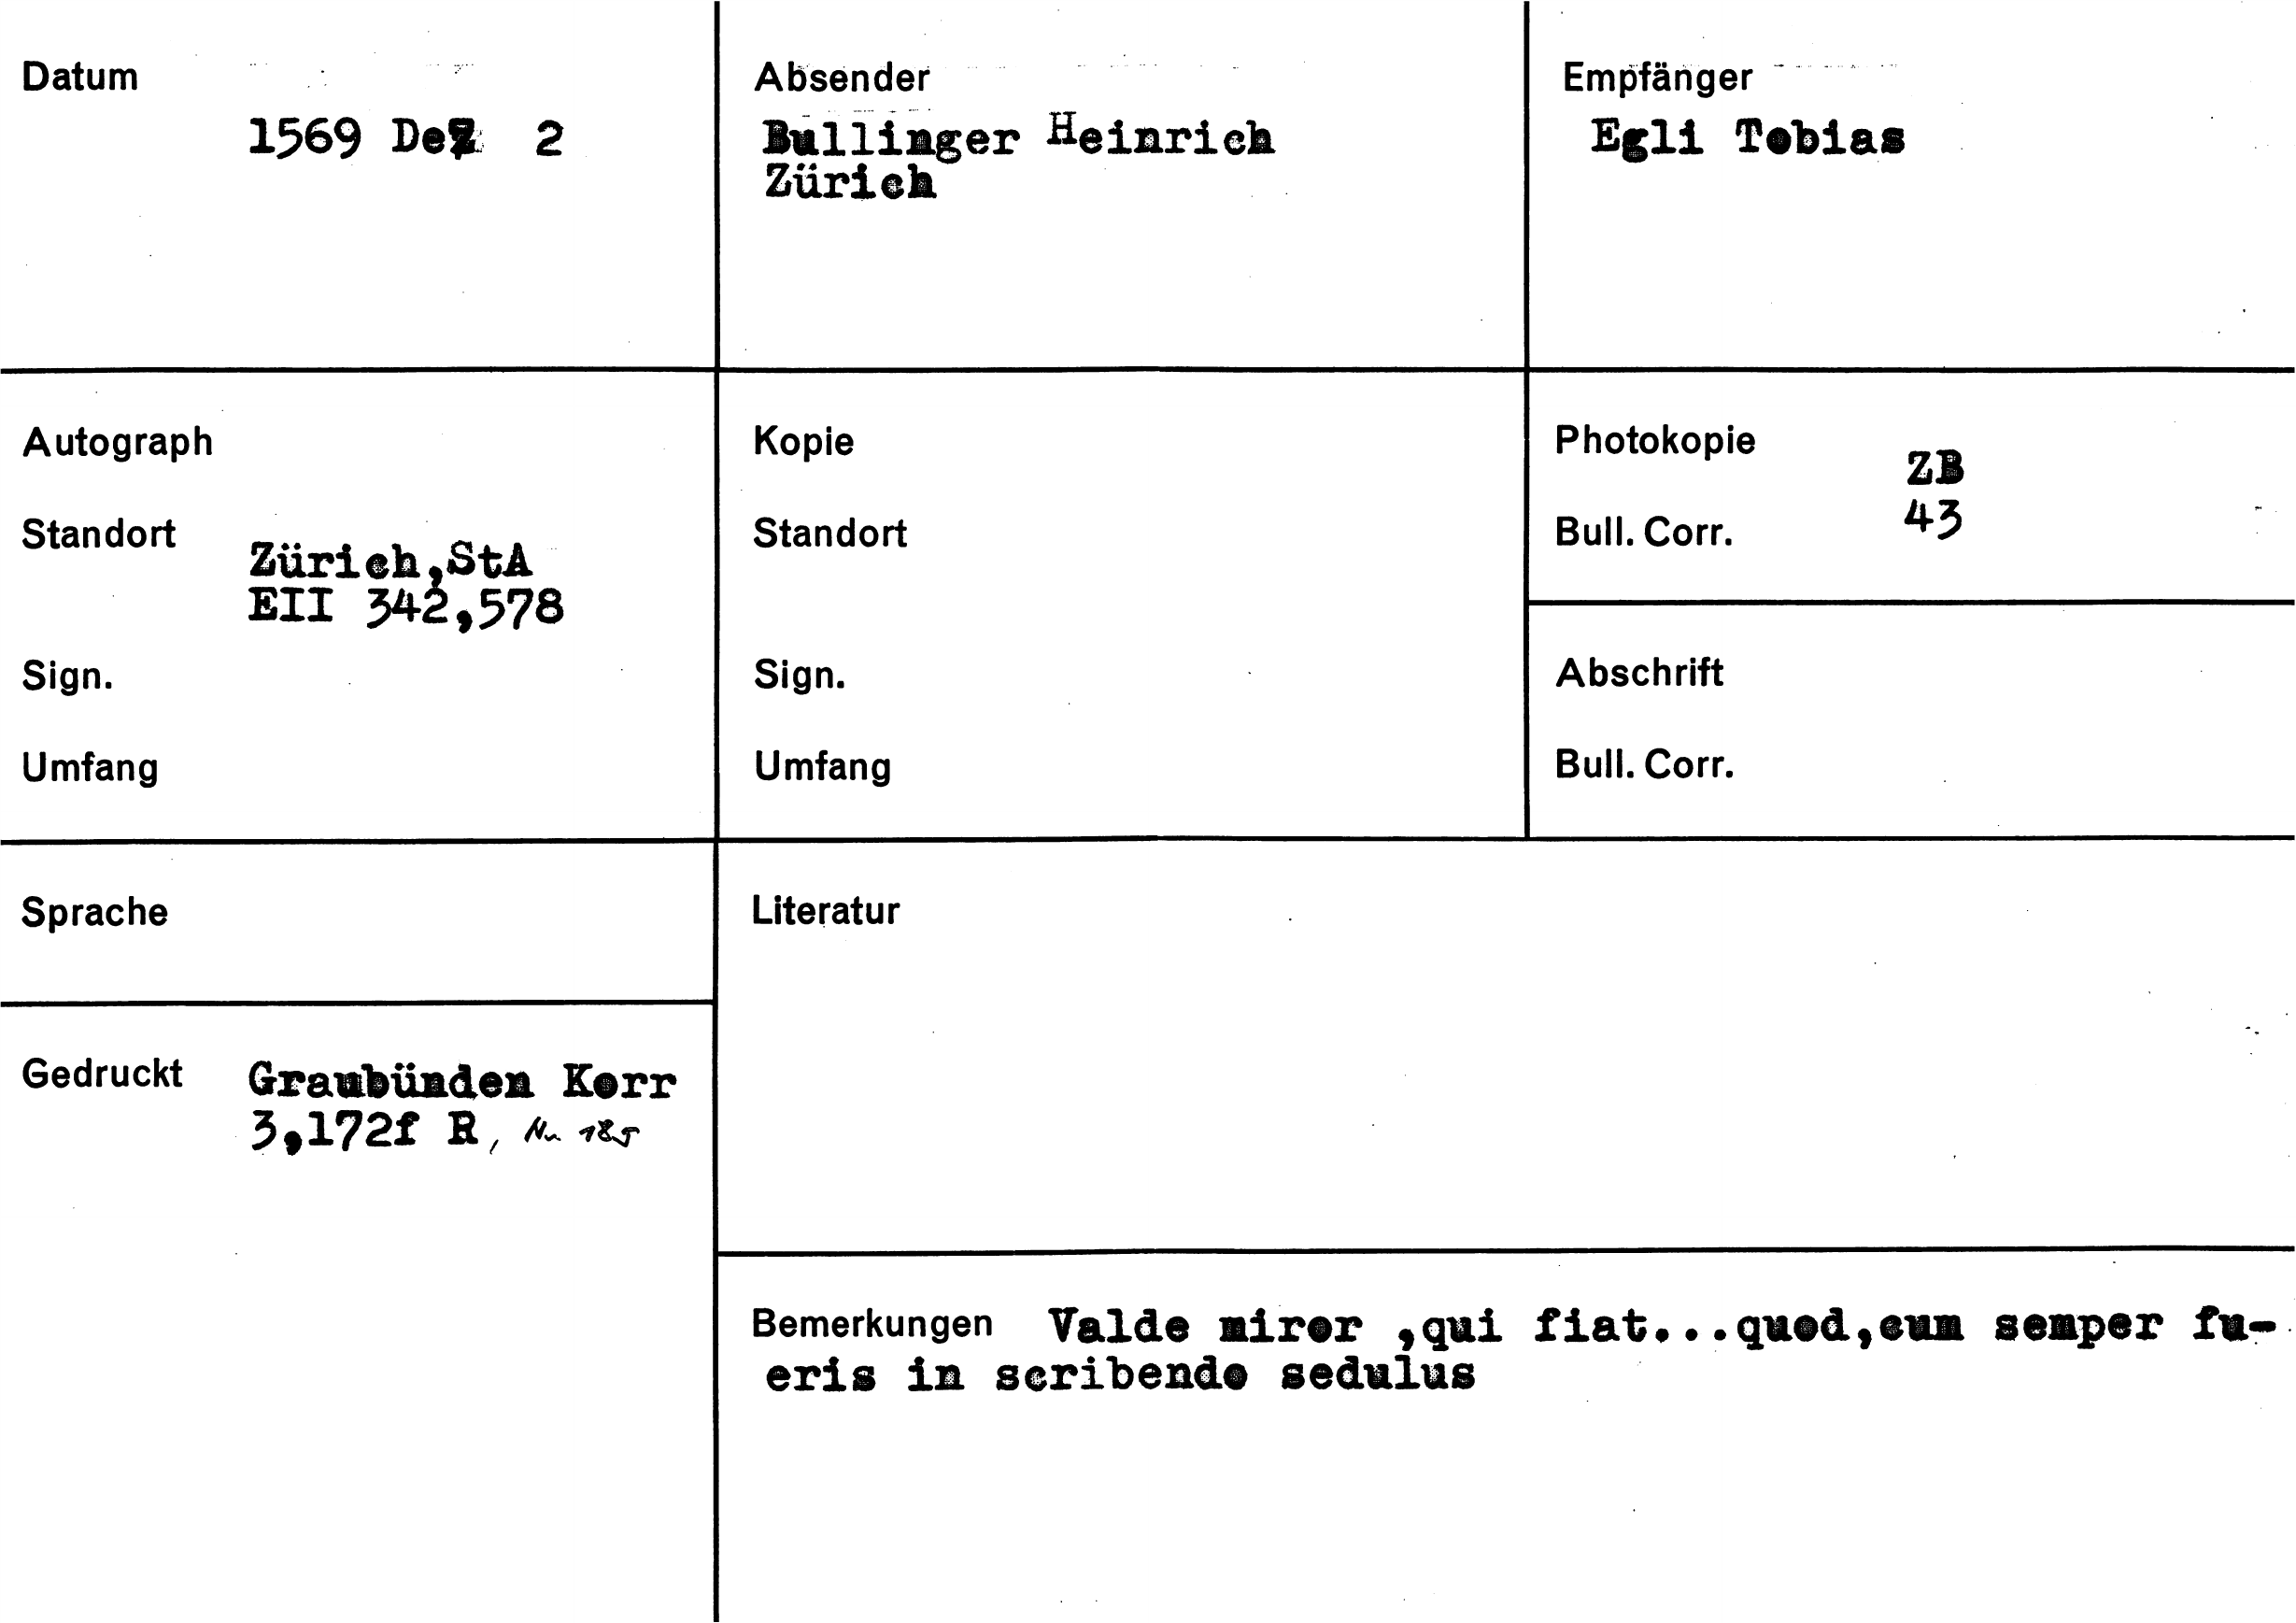 Datum
1569 Dez 2
Absender
Bullinger Heinrich
Zürich
Empfänger
Egli Tobias
Autograph
Standort
Zürich,StA
EII 342,578
Sign.
Umfang
Kopie
Standort
Sign.
Umfang
Photokopie
ZB
Bull. Corr.
43
Abschrift
Bull. Corr.
Sprache
Gedruckt Graubünden Korr
3,172f R, Nr 185
Literatur
Bemerkungen Valde miror ,qui fiat...quod,cum semper fu-
eris in scribendo sedulus